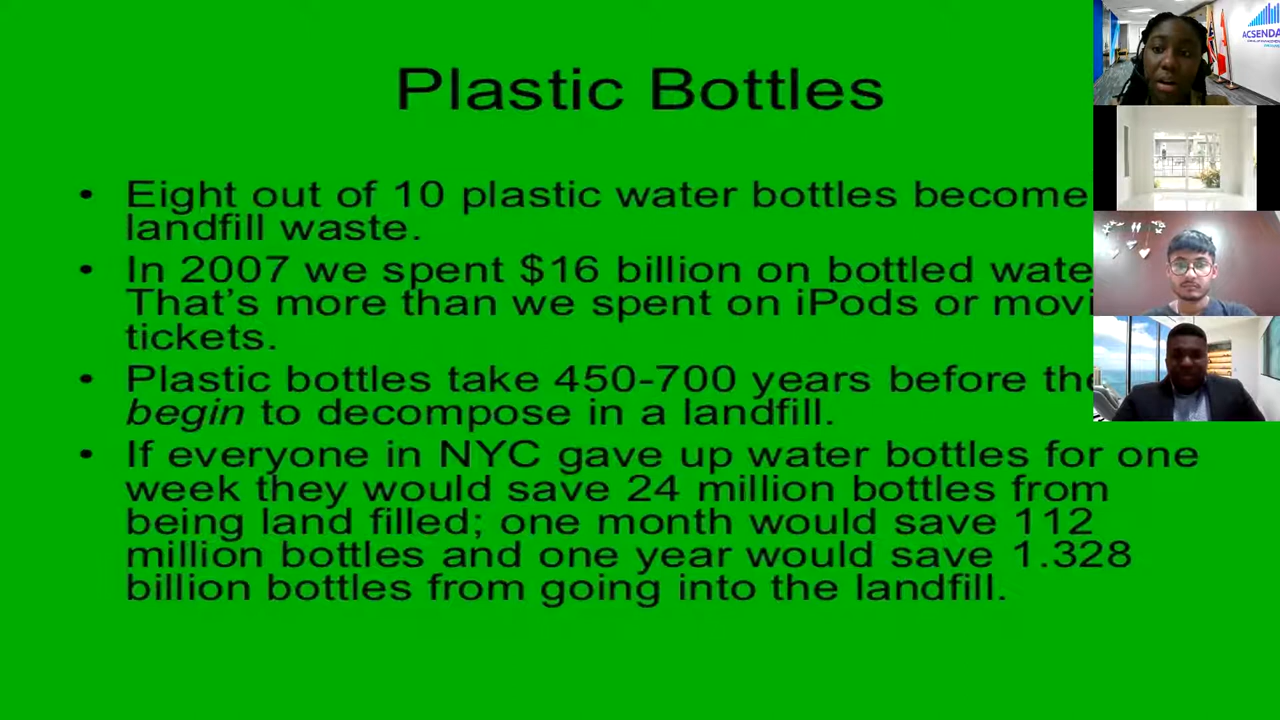 Plastic Bottles
• Eight out of 10 plastic water bottles become
landfill waste.
• In 2007 we spent $16 billion on bottled
That's more than we spent on iPods or
tickets.
• Plastic bottles take 450-700 years before
begin to decompose in a landfill.
• If everyone in NYC gave up water bottles for one
week they would save 24 million bottles from
being land filled; one month would save 112
million bottles and one year would save 1.328
billion bottles from going into the landfill.